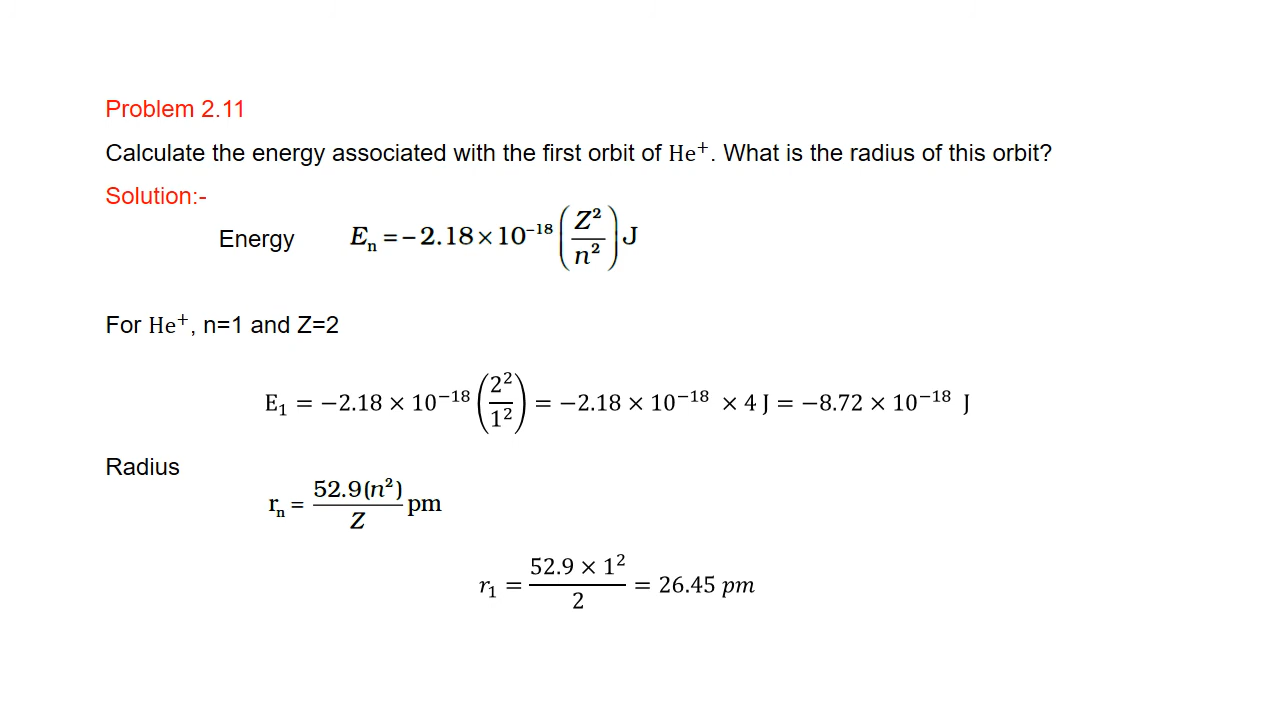 Problem 2.11
Calculate the energy associated with the first orbit of He⁺. What is the radius of this orbit?
Solution:-
Energy Eₙ =−2.18×10⁻¹⁸ (Z²/n²) J
For He⁺, n=1 and Z=2
E₁ = −2.18 × 10⁻¹⁸ (2²/1²) = −2.18 × 10⁻¹⁸ × 4 J = −8.72 × 10⁻¹⁸ J
Radius
rₙ = 52.9(n²)/Z pm
r₁ = 52.9 × 1²/2 = 26.45 pm